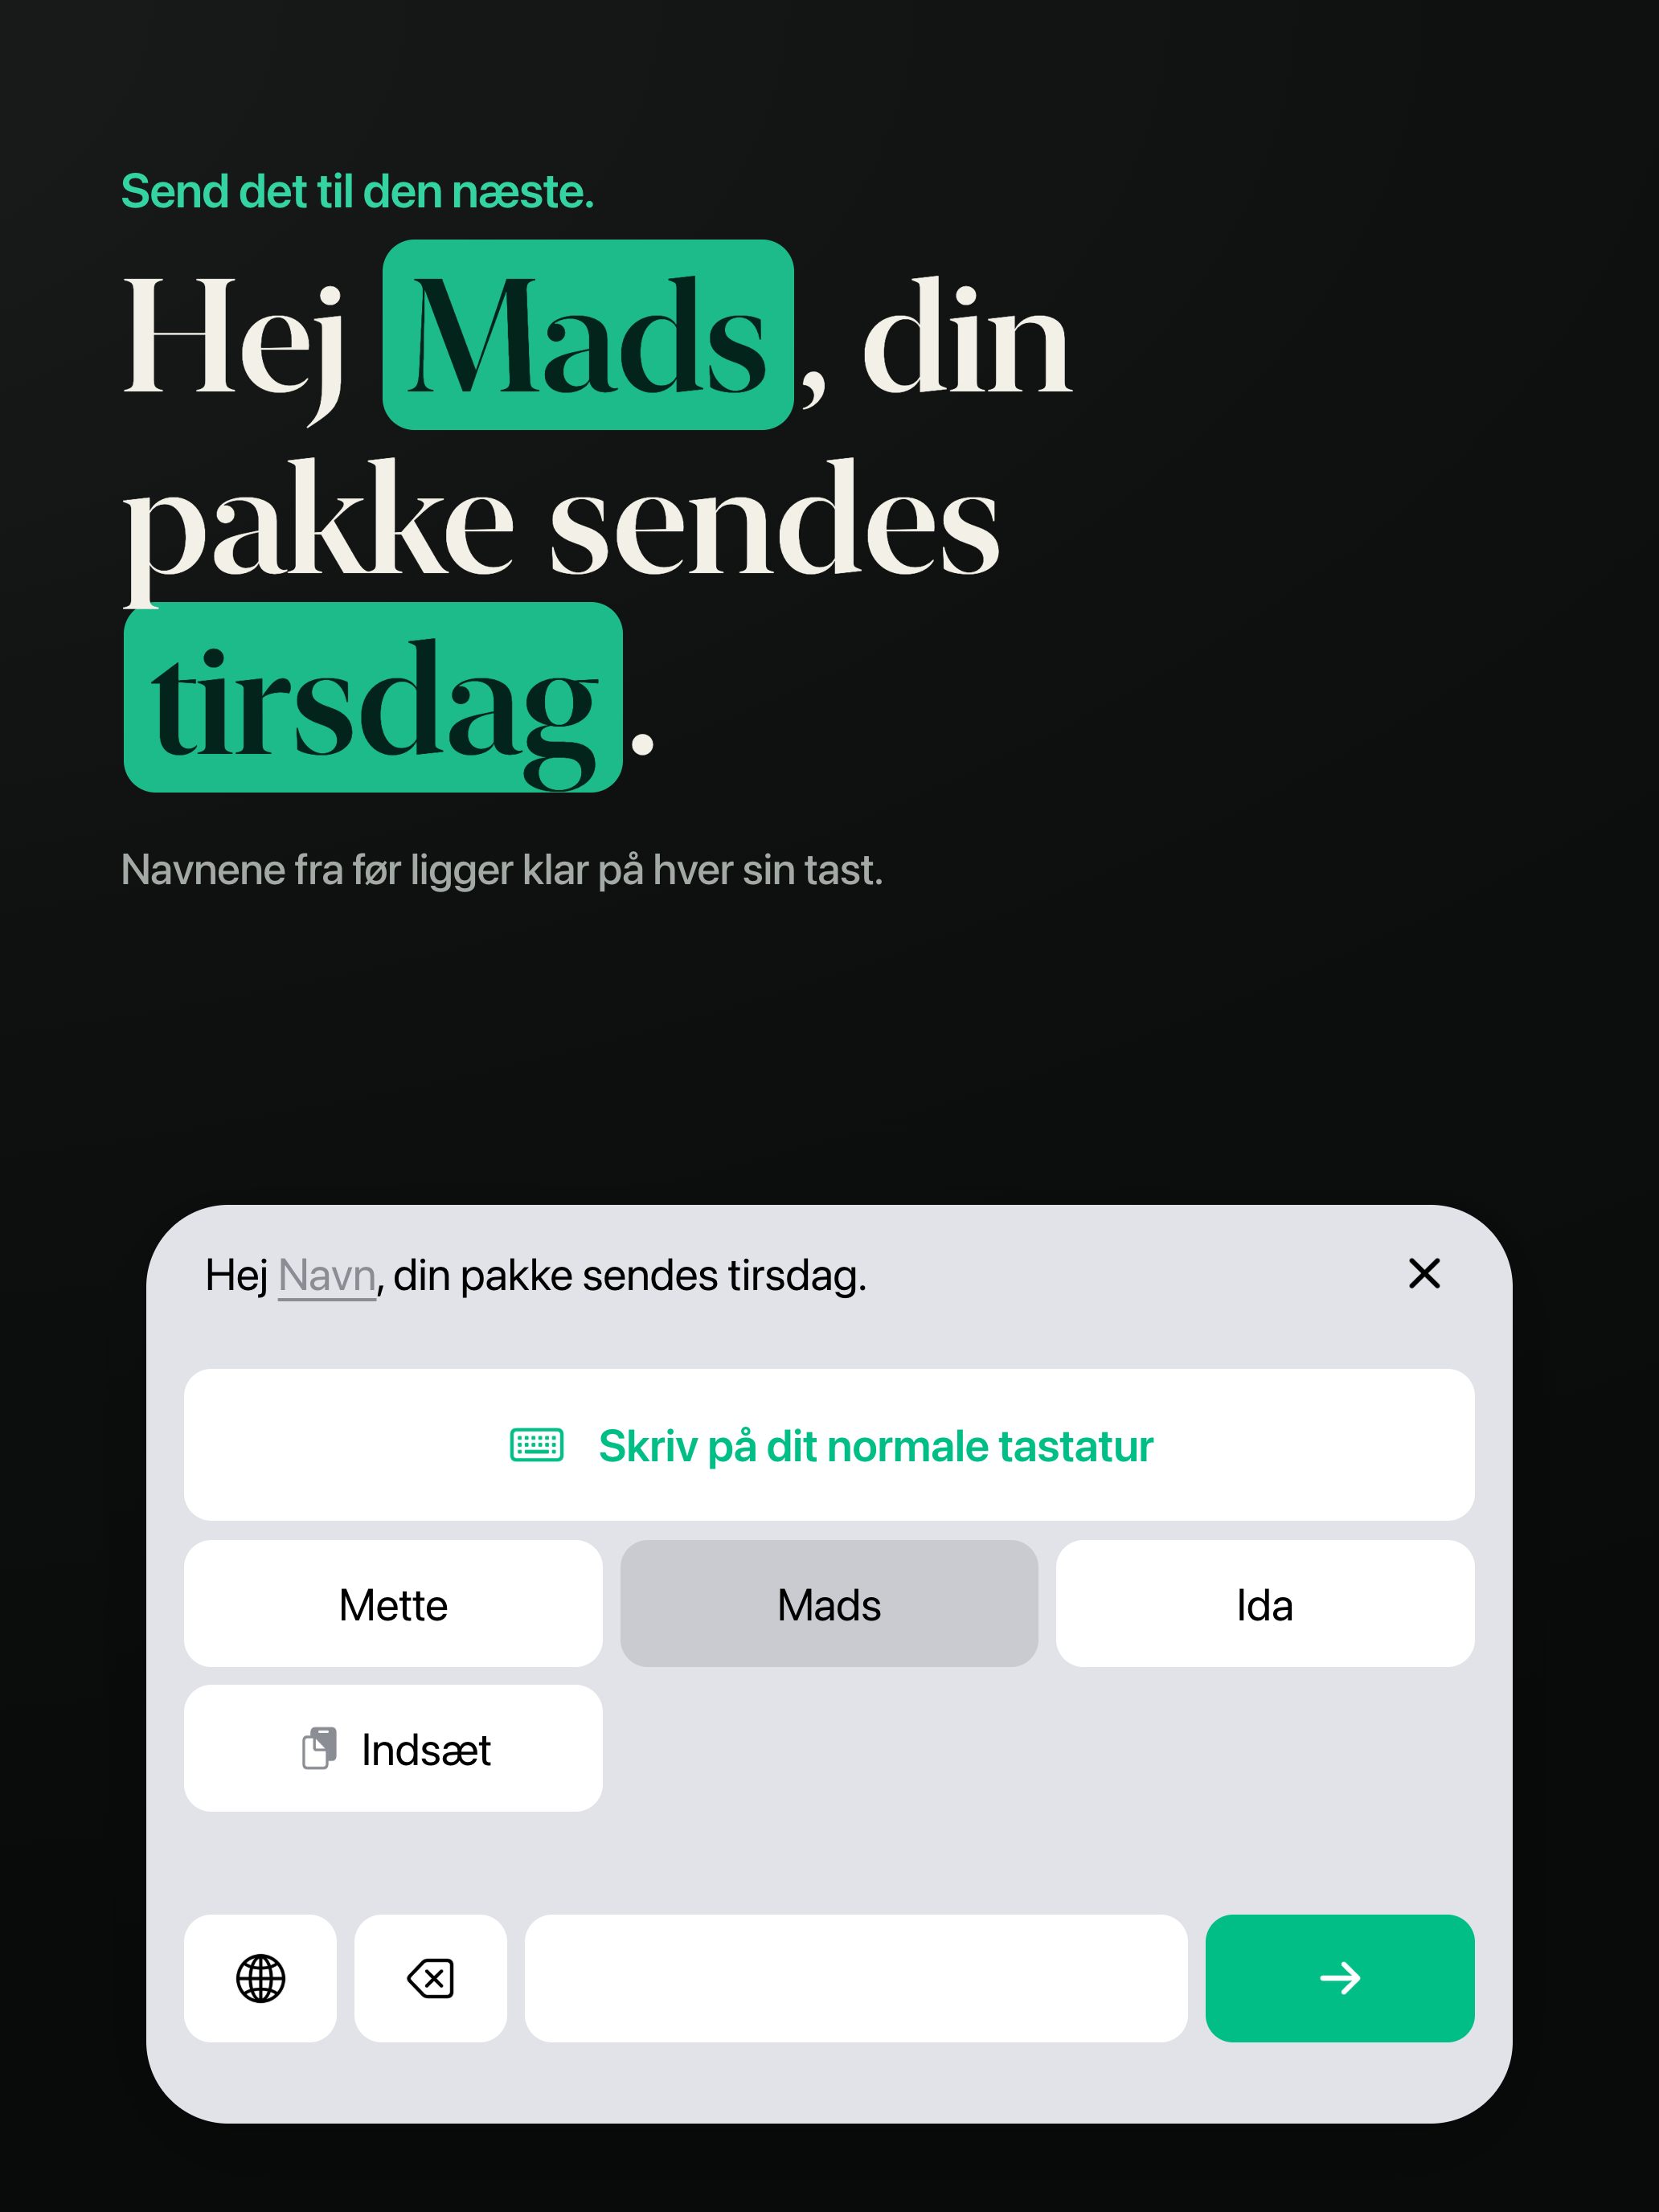 Send det til den næste.
Hej Mads, din
pakke sendes
tirsdag.
Navnene fra før ligger klar på hver sin tast.
Hej Navn, din pakke sendes tirsdag.
Skriv på dit normale tastatur
Mette Mads Ida
Indsæt